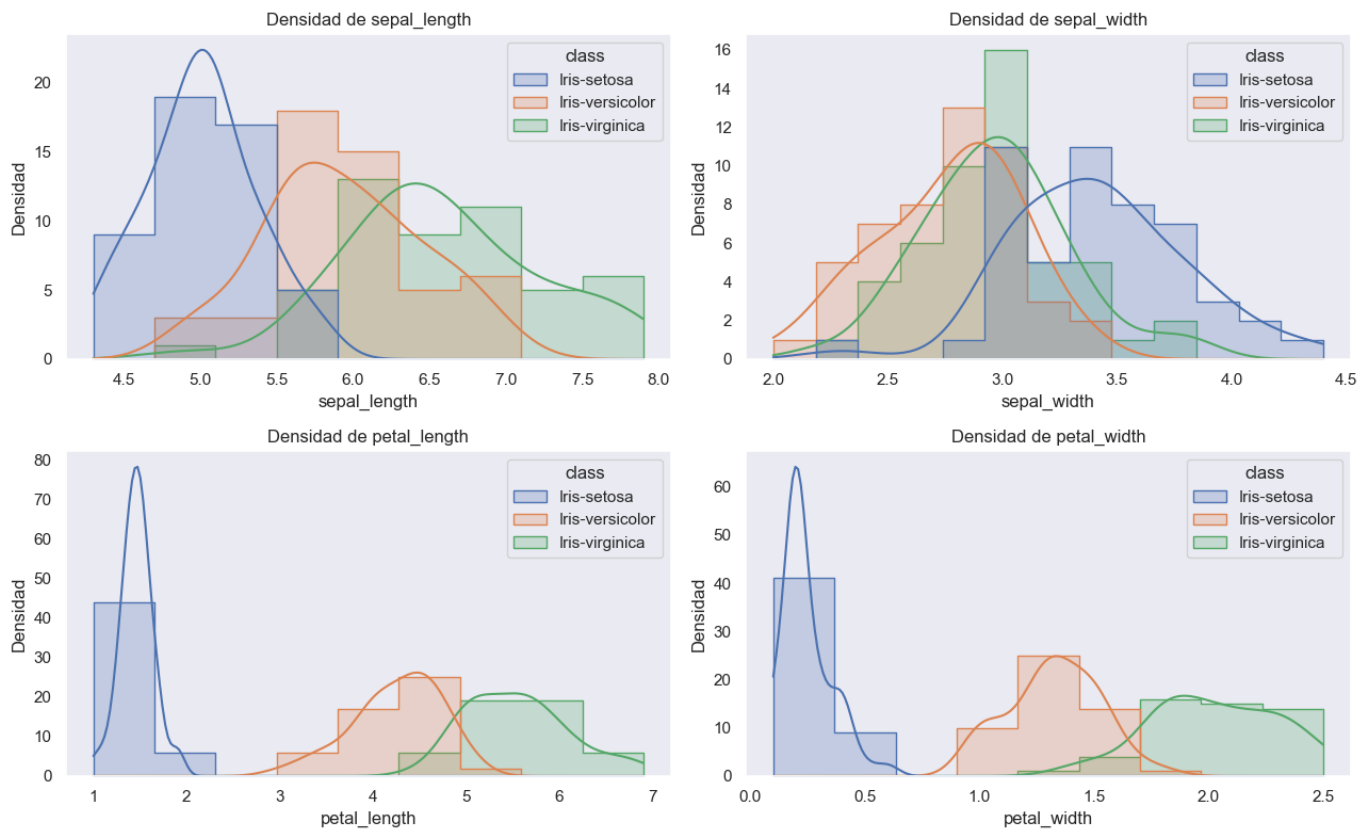 Densidad de sepal_length
Densidad
20
15
10
5
0
4.5 5.0 5.5 6.0 6.5 7.0 7.5 8.0
sepal_length
class
Iris-setosa
Iris-versicolor
Iris-virginica
Densidad de sepal_width
Densidad
16
14
12
10
8
6
4
2
0
2.0 2.5 3.0 3.5 4.0 4.5
sepal_width
class
Iris-setosa
Iris-versicolor
Iris-virginica
Densidad de petal_length
Densidad
80
70
60
50
40
30
20
10
0
1 2 3 4 5 6 7
petal_length
class
Iris-setosa
Iris-versicolor
Iris-virginica
Densidad de petal_width
Densidad
60
50
40
30
20
10
0
0.0 0.5 1.0 1.5 2.0 2.5
petal_width
class
Iris-setosa
Iris-versicolor
Iris-virginica